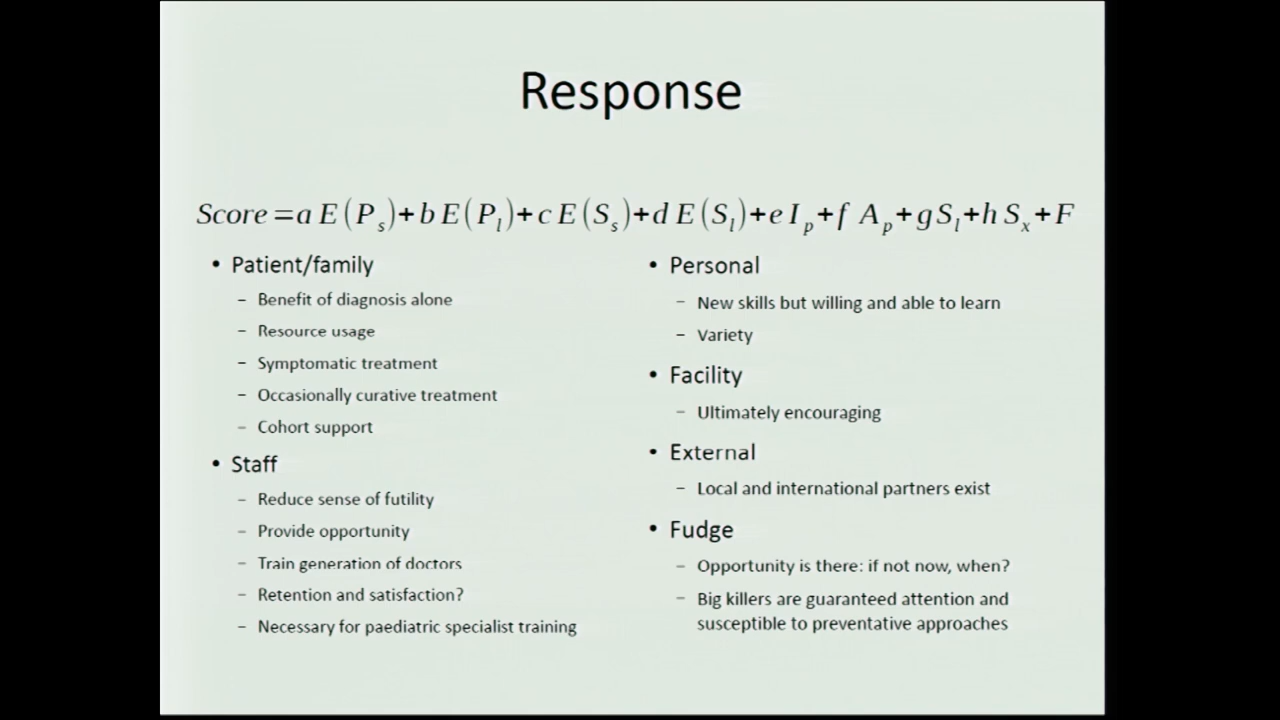 Response
Score=a E(P_s)+b E(P_l)+c E(S_s)+d E(S_l)+e I_p+f A_p+g S_l+h S_x+F
• Patient/family
– Benefit of diagnosis alone
– Resource usage
– Symptomatic treatment
– Occasionally curative treatment
– Cohort support
• Staff
– Reduce sense of futility
– Provide opportunity
– Train generation of doctors
– Retention and satisfaction?
– Necessary for paediatric specialist training
• Personal
– New skills but willing and able to learn
– Variety
• Facility
– Ultimately encouraging
• External
– Local and international partners exist
• Fudge
– Opportunity is there: if not now, when?
– Big killers are guaranteed attention and
susceptible to preventative approaches